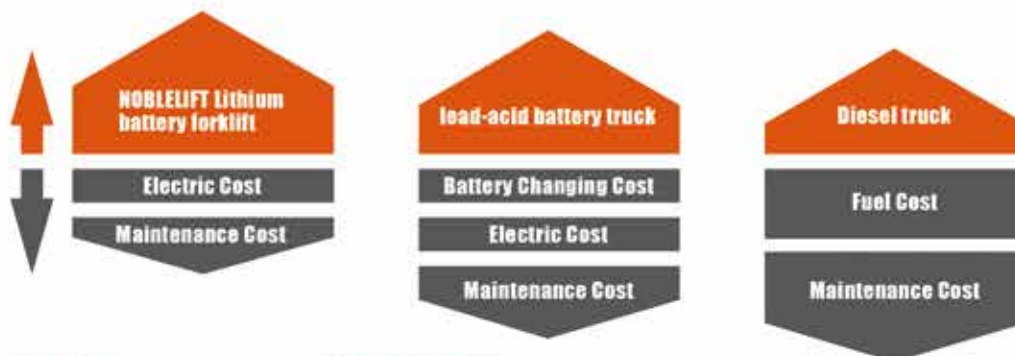 NOBLELIFT Lithium
battery forklift
Electric Cost
Maintenance Cost
lead-acid battery truck
Battery Changing Cost
Electric Cost
Maintenance Cost
Diesel truck
Fuel Cost
Maintenance Cost